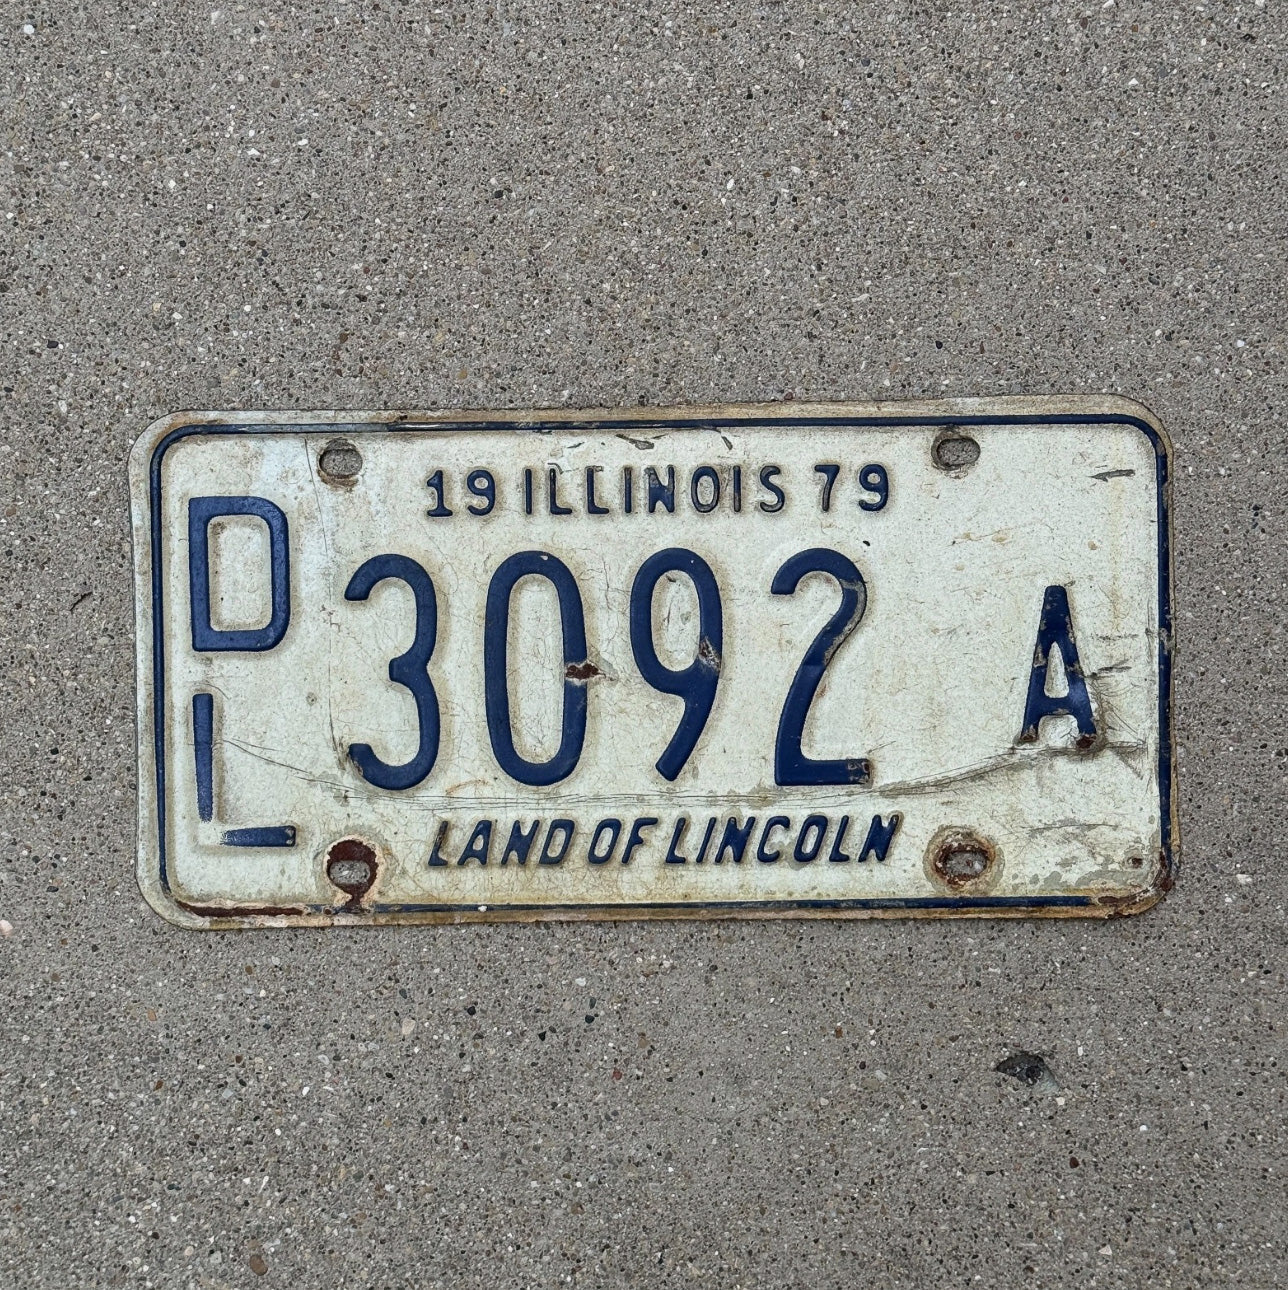 19 ILLINOIS 79
DL 3092 A
LAND OF LINCOLN